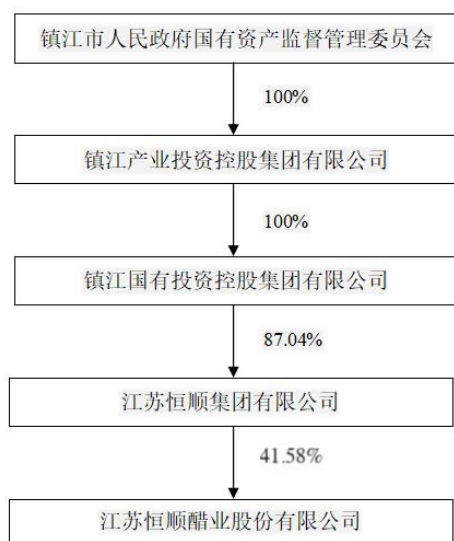 镇江市人民政府国有资产监督管理委员会
100%
镇江产业投资控股集团有限公司
100%
镇江国有投资控股集团有限公司
87.04%
江苏恒顺集团有限公司
41.58%
江苏恒顺醋业股份有限公司